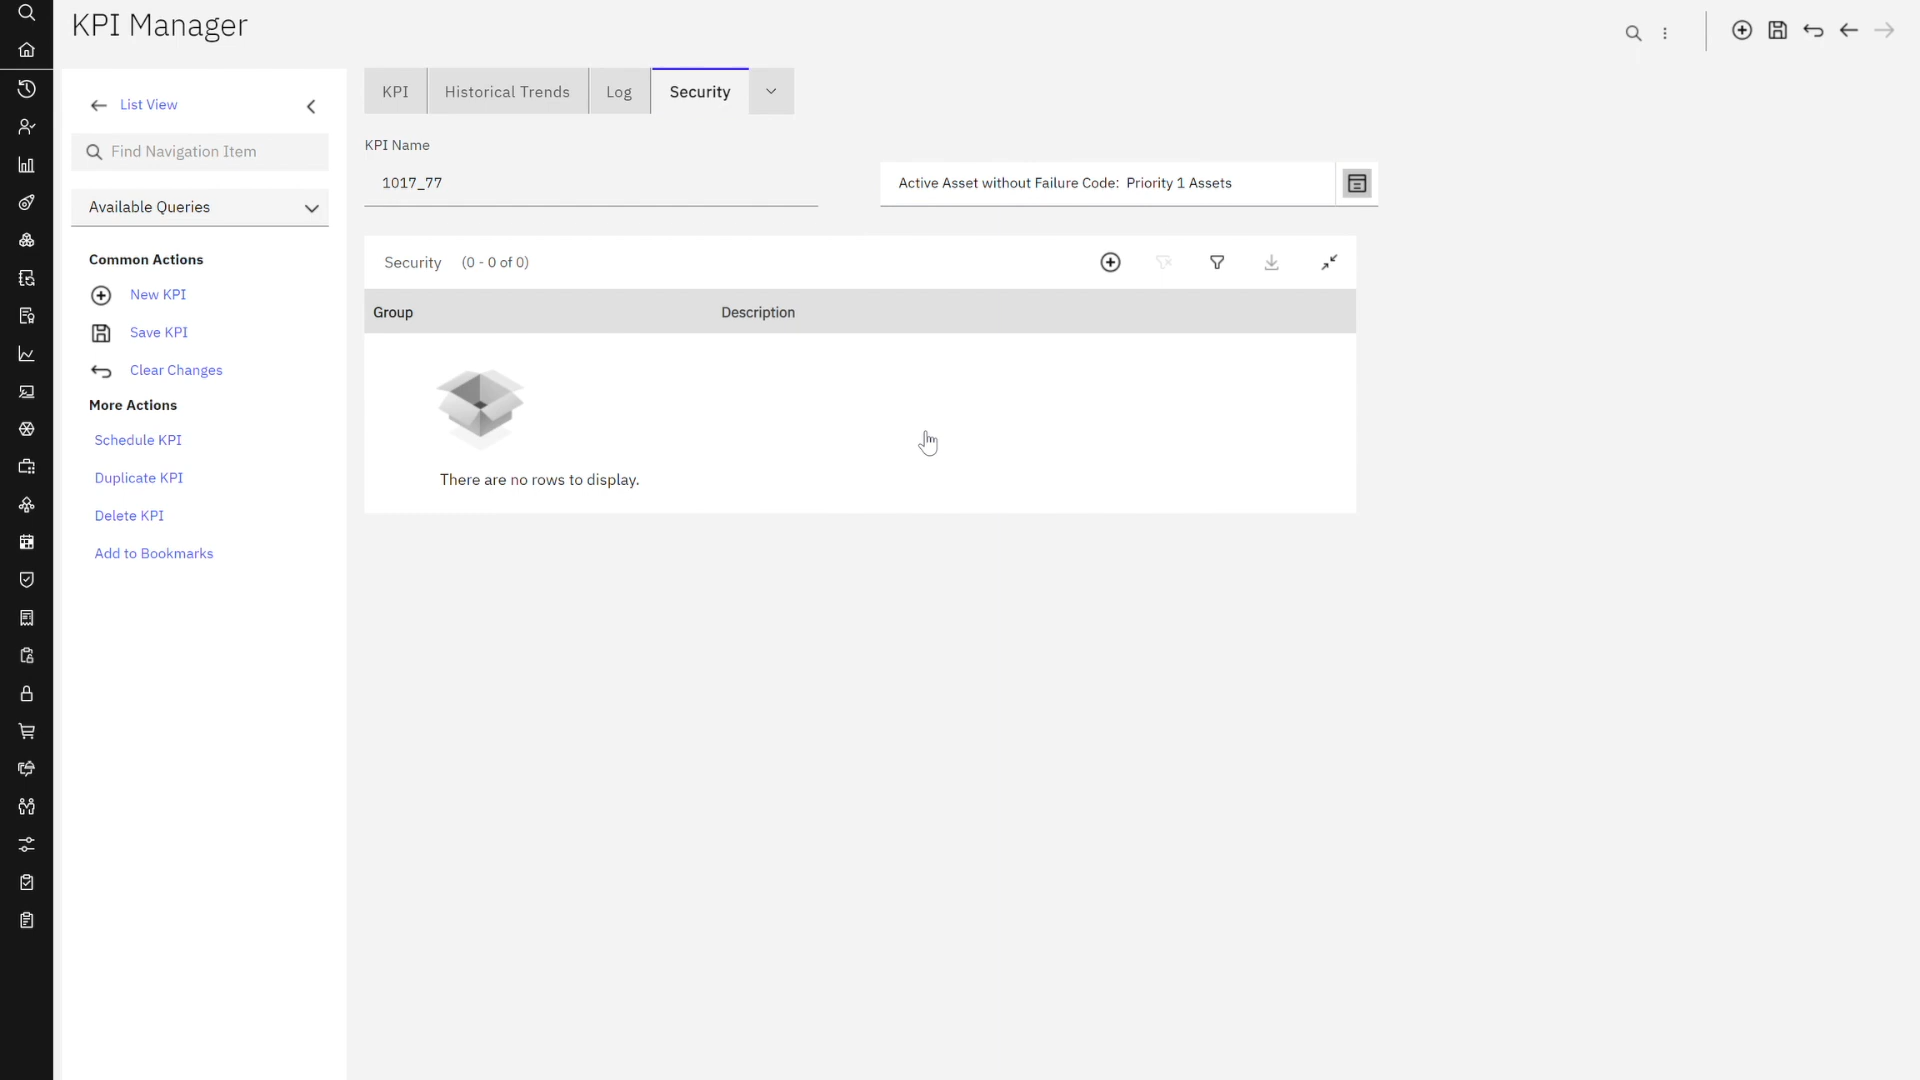 KPI Manager
List View
Find Navigation Item
Available Queries
Common Actions
New KPI
Save KPI
Clear Changes
More Actions
Schedule KPI
Duplicate KPI
Delete KPI
Add to Bookmarks
KPI
Historical Trends
Log
Security
KPI Name
1017_77
Active Asset without Failure Code: Priority 1 Assets
Security (0 - 0 of 0)
Group
Description
There are no rows to display.